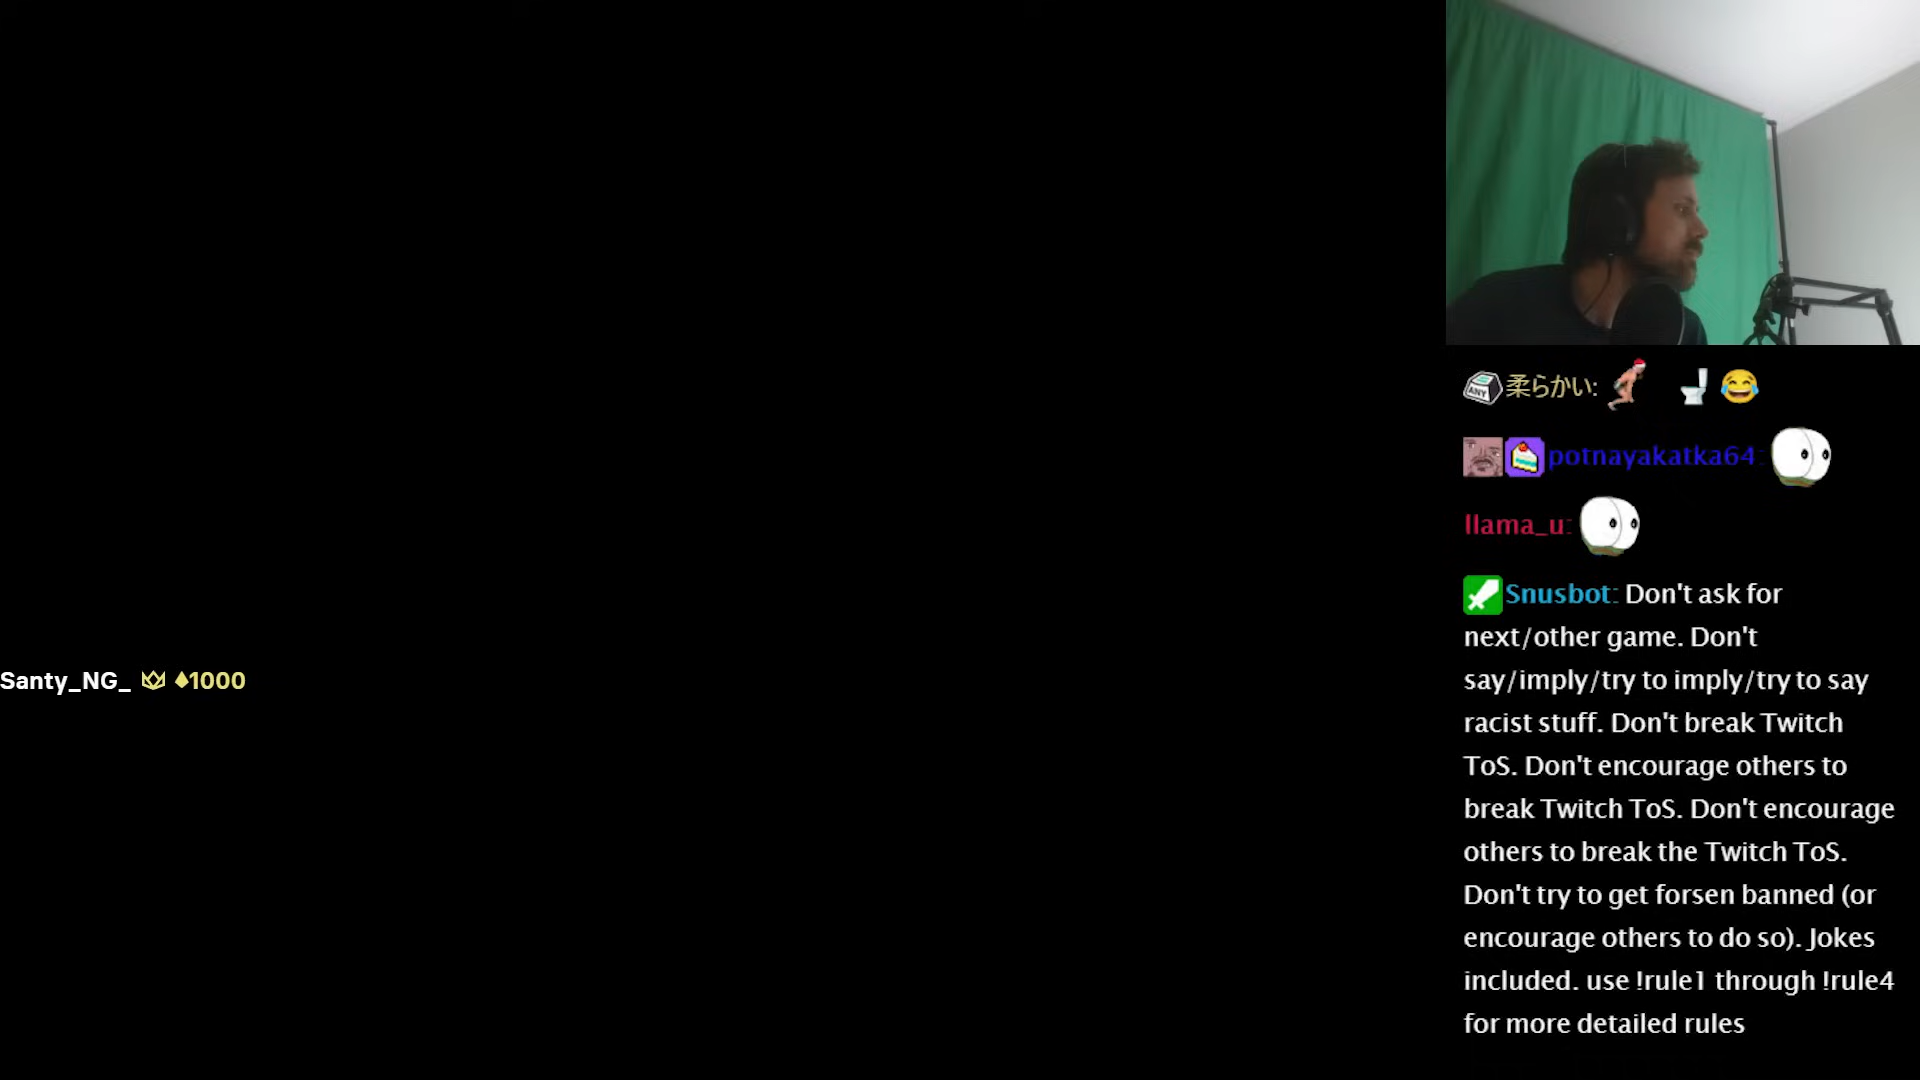 柔らかい:
potnayakatka64:
llama_u:
Snusbot: Don't ask for
next/other game. Don't
say/imply/try to imply/try to say
racist stuff. Don't break Twitch
ToS. Don't encourage others to
break Twitch ToS. Don't encourage
others to break the Twitch ToS.
Don't try to get forsen banned (or
encourage others to do so). Jokes
included. use !rule1 through !rule4
for more detailed rules
Santy_NG_ 1000